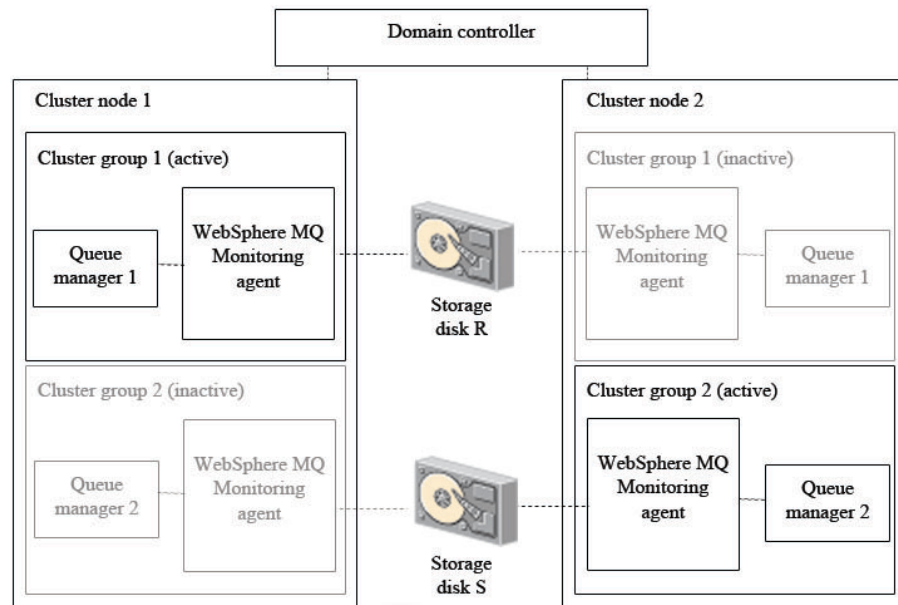 Domain controller
Cluster node 1
Cluster group 1 (active)
Queue
manager 1
WebSphere MQ
Monitoring
agent
Cluster group 2 (inactive)
Queue
manager 2
WebSphere MQ
Monitoring
agent
Storage
disk R
Storage
disk S
Cluster node 2
Cluster group 1 (inactive)
WebSphere MQ
Monitoring
agent
Queue
manager 1
Cluster group 2 (active)
WebSphere MQ
Monitoring
agent
Queue
manager 2